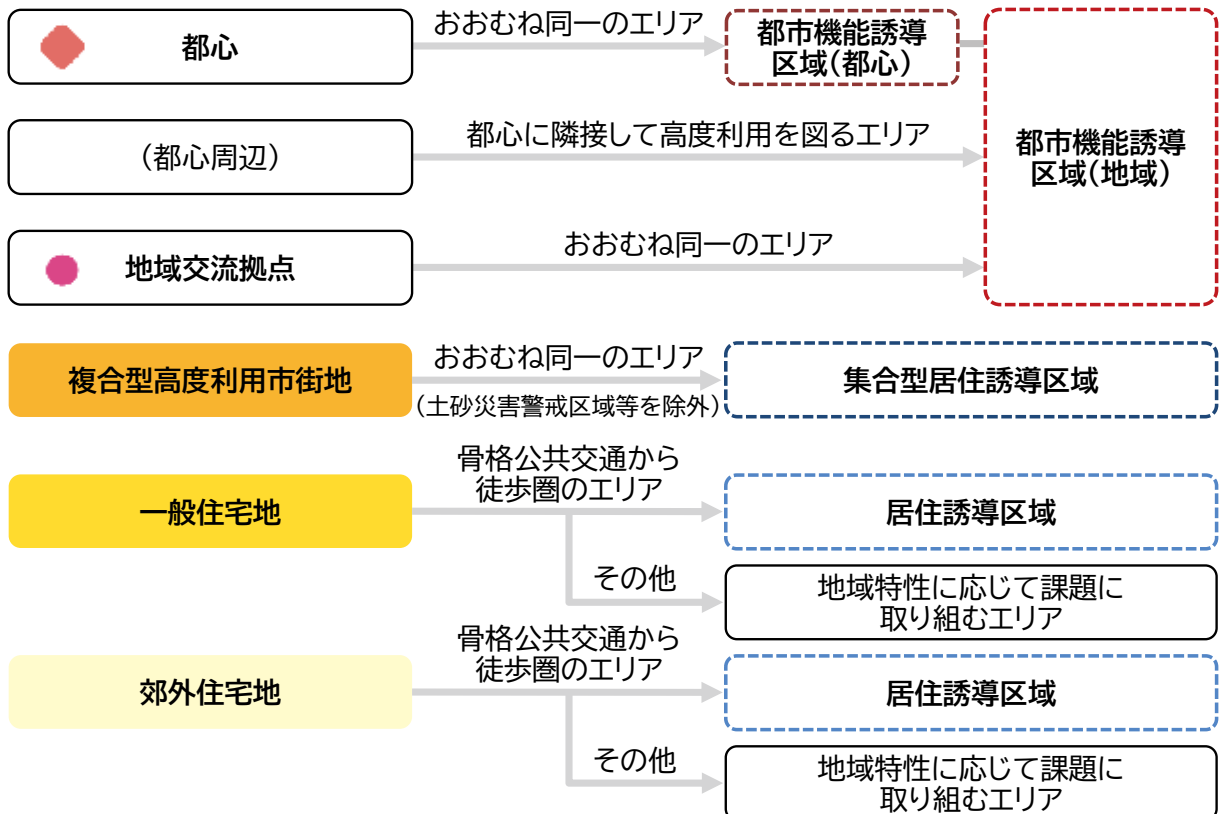 都心
おおむね同一のエリア
都市機能誘導
区域(都心)
(都心周辺)
都心に隣接して高度利用を図るエリア
都市機能誘導
区域(地域)
地域交流拠点
おおむね同一のエリア
複合型高度利用市街地
おおむね同一のエリア
(土砂災害警戒区域等を除外)
集合型居住誘導区域
一般住宅地
骨格公共交通から
徒歩圏のエリア
居住誘導区域
その他
地域特性に応じて課題に
取り組むエリア
郊外住宅地
骨格公共交通から
徒歩圏のエリア
居住誘導区域
その他
地域特性に応じて課題に
取り組むエリア